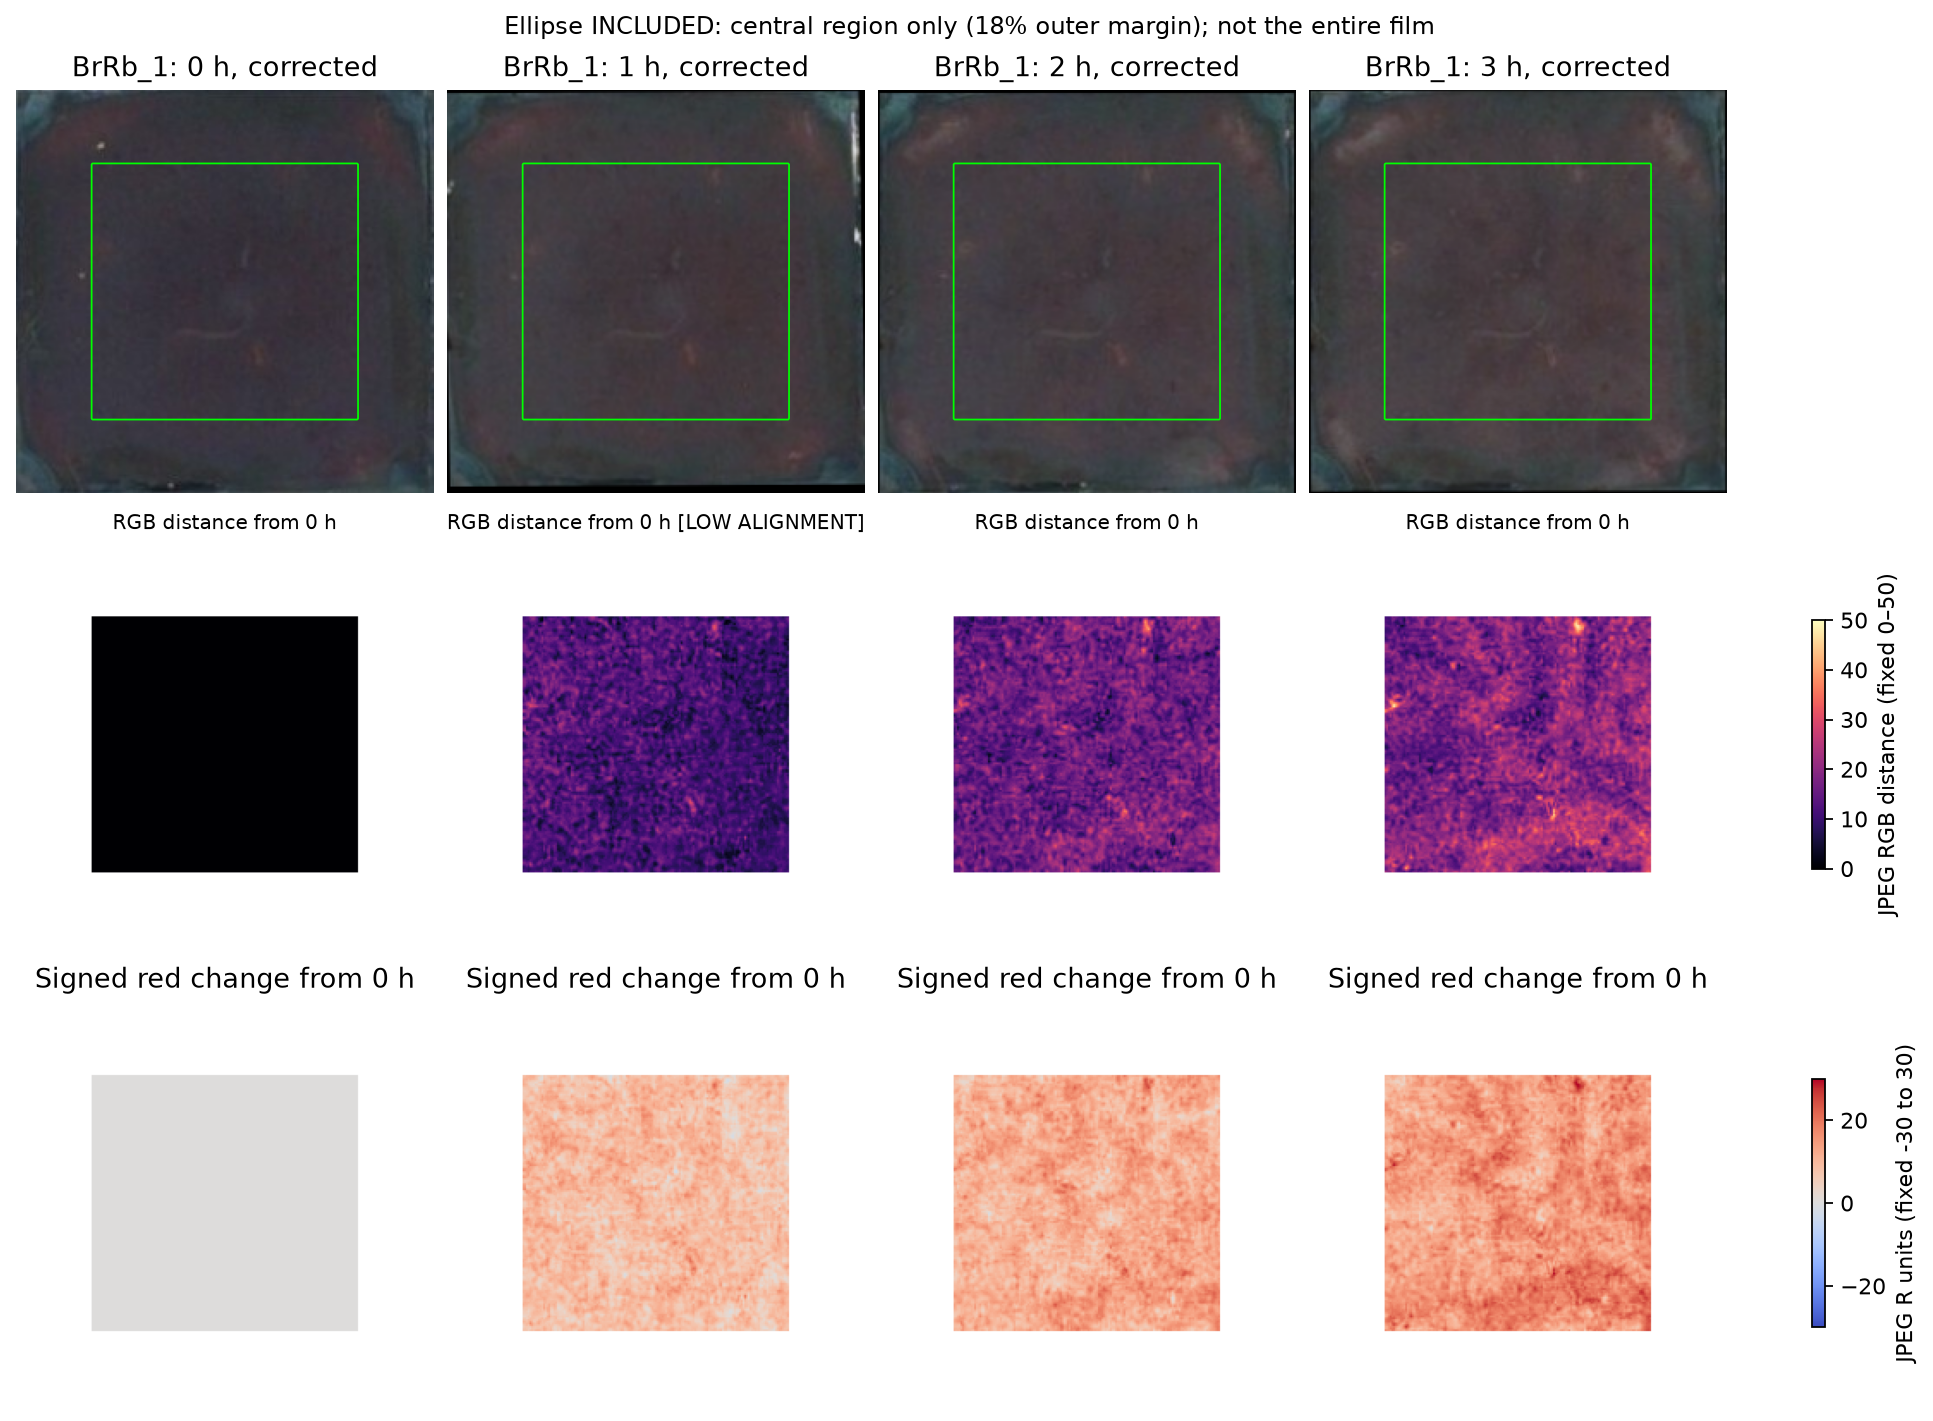 Ellipse INCLUDED: central region only (18% outer margin); not the entire film
BrRb_1: 0 h, corrected
BrRb_1: 1 h, corrected
BrRb_1: 2 h, corrected
BrRb_1: 3 h, corrected
RGB distance from 0 h
RGB distance from 0 h [LOW ALIGNMENT]
RGB distance from 0 h
RGB distance from 0 h
50
40
30
20
10
0
JPEG RGB distance (fixed 0–50)
Signed red change from 0 h
Signed red change from 0 h
Signed red change from 0 h
Signed red change from 0 h
20
0
−20
JPEG R units (fixed -30 to 30)